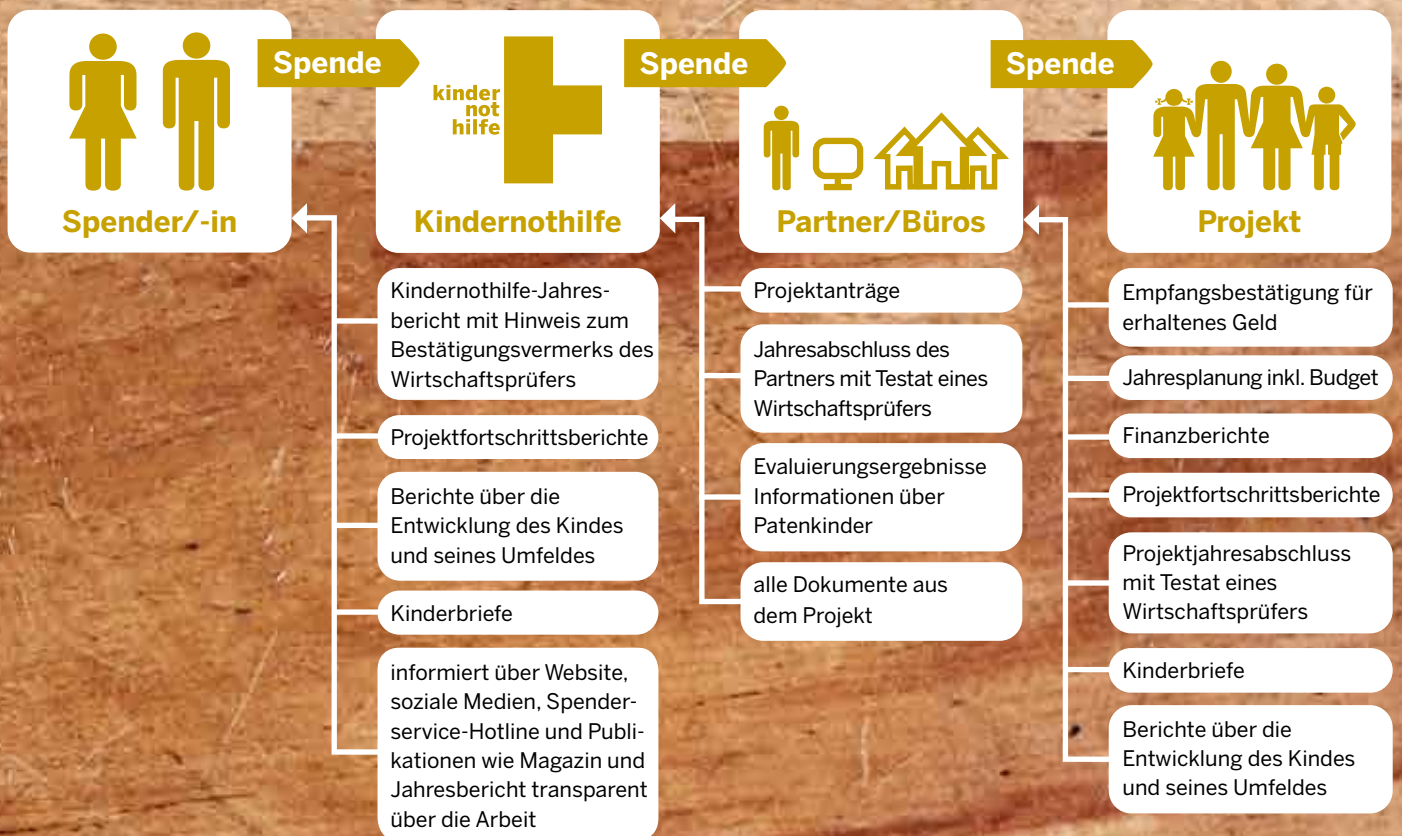 Spende
Spende
Spende
kinder
not
hilfe
Spender/-in
Kindernothilfe
Partner/Büros
Projekt
Kindernothilfe-Jahres-
bericht mit Hinweis zum
Bestätigungsvermerks des
Wirtschaftsprüfers
Projektfortschrittsberichte
Berichte über die
Entwicklung des Kindes
und seines Umfeldes
Kinderbriefe
informiert über Website,
soziale Medien, Spender-
service-Hotline und Publi-
kationen wie Magazin und
Jahresbericht transparent
über die Arbeit
Projektanträge
Jahresabschluss des
Partners mit Testat eines
Wirtschaftsprüfers
Evaluierungsergebnisse
Informationen über
Patenkinder
alle Dokumente aus
dem Projekt
Empfangsbestätigung für
erhaltenes Geld
Jahresplanung inkl. Budget
Finanzberichte
Projektfortschrittsberichte
Projektjahresabschluss
mit Testat eines
Wirtschaftsprüfers
Kinderbriefe
Berichte über die
Entwicklung des Kindes
und seines Umfeldes